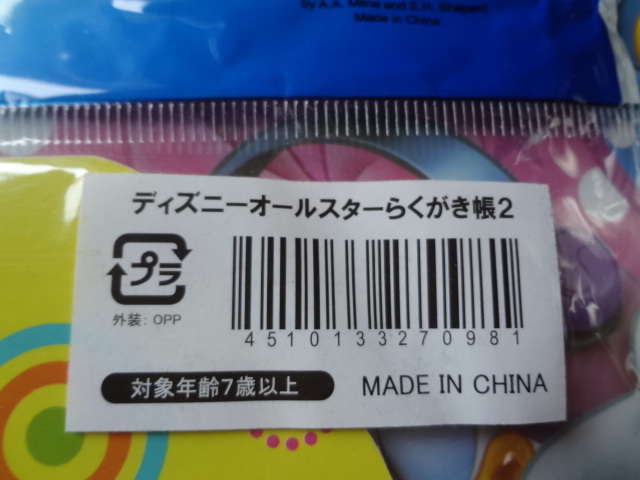 by A.A. Milne and E.H. Shepard
Made in China
ディズニーオールスターらくがき帳2
プラ
外装: OPP
4510133270981
対象年齢7歳以上
MADE IN CHINA